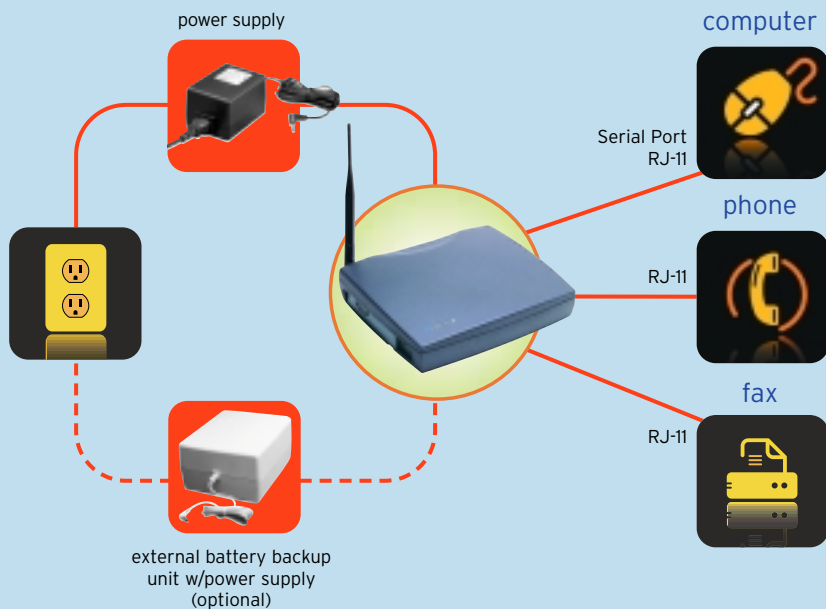 power supply
computer
Serial Port
RJ-11
phone
RJ-11
fax
RJ-11
external battery backup
unit w/power supply
(optional)